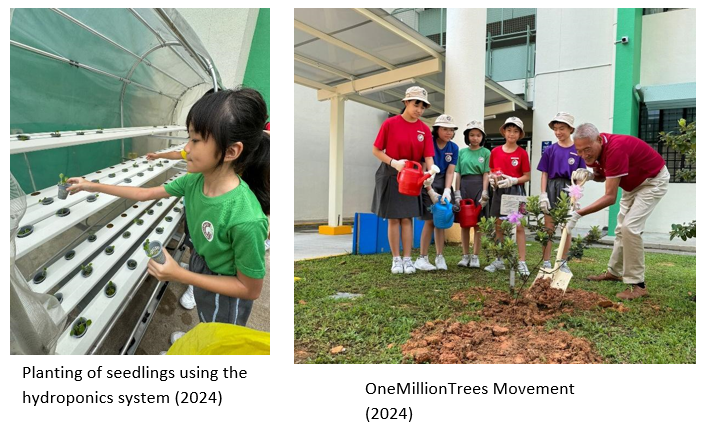 Planting of seedlings using the
hydroponics system (2024)
OneMillionTrees Movement
(2024)